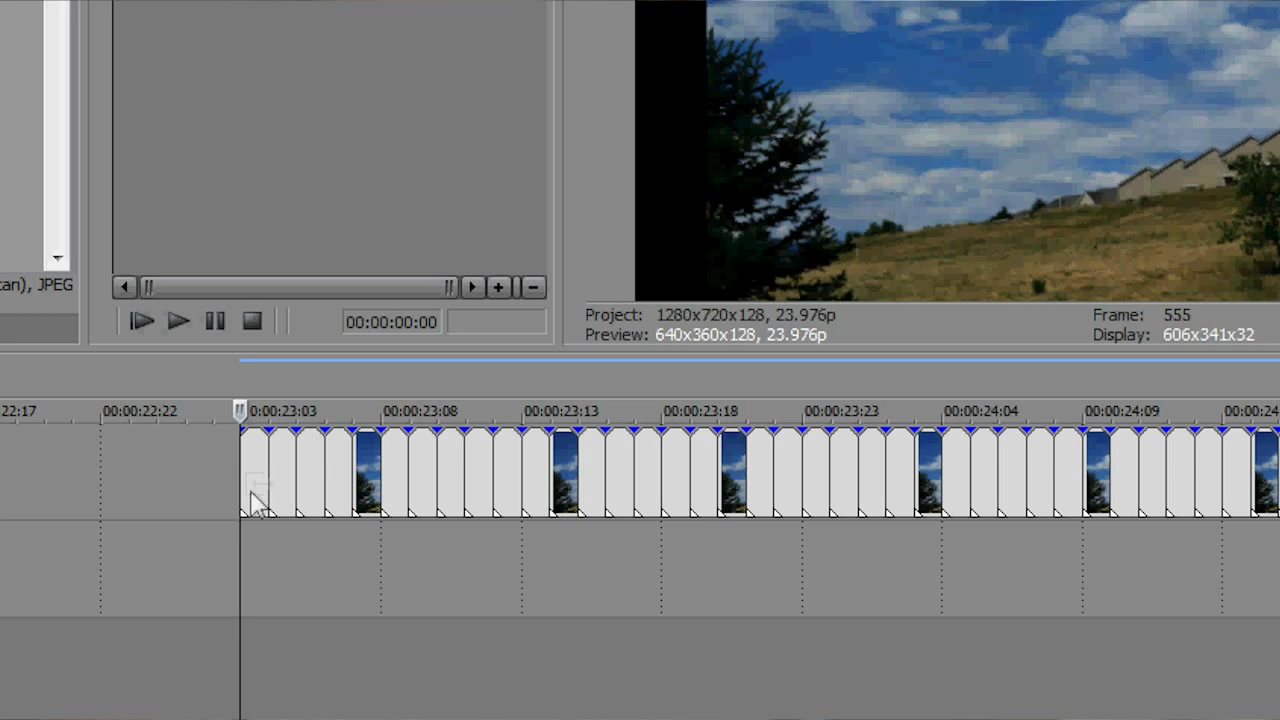 can), JPEG
00:00:00:00
Project: 1280x720x128, 23.976p
Preview: 640x360x128, 23.976p
Frame: 555
Display: 606x341x32
22:17
00:00:22:22
0:00:23:03
00:00:23:08
00:00:23:13
00:00:23:18
00:00:23:23
00:00:24:04
00:00:24:09
00:00:24